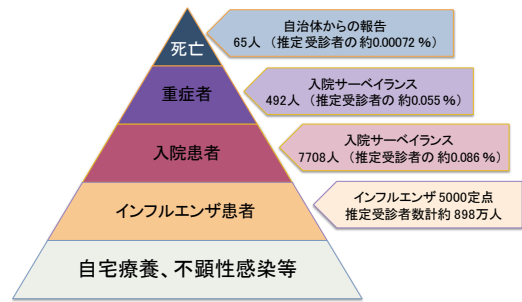 死亡
自治体からの報告
65人（推定受診者の約0.00072％）
重症者
入院サーベイランス
492人（推定受診者の約0.055％）
入院患者
入院サーベイランス
7708人（推定受診者の約0.086％）
インフルエンザ患者
インフルエンザ5000定点
推定受診者数計約898万人
自宅療養、不顕性感染等